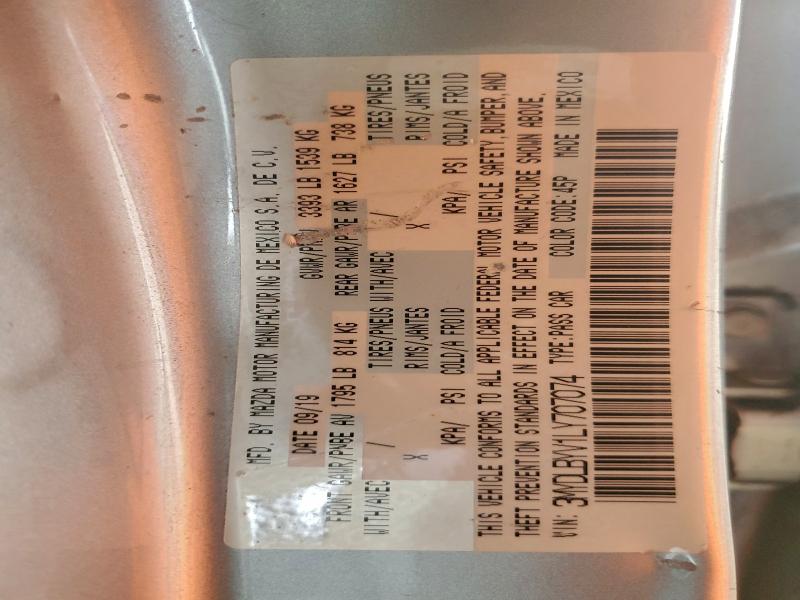 MFD. BY MAZDA MOTOR MANUFACTURING DE MEXICO S.A. DE C.V.
DATE 09/19 GVWR/ 3393 LB 1539 KG
FRONT GAWR/PABE AV 1795 LB 814 KG REAR GAWR/PABE AR 1627 LB 738 KG
WITH/AVEC / TIRES/PNEUS WITH/AVEC / TIRES/PNEUS
X RIMS/JANTES X RIMS/JANTES
KPA/ PSI COLD/A FROID KPA/ PSI COLD/A FROID
THIS VEHICLE CONFORMS TO ALL APPLICABLE FEDERAL MOTOR VEHICLE SAFETY, BUMPER, AND
THEFT PREVENTION STANDARDS IN EFFECT ON THE DATE OF MANUFACTURE SHOWN ABOVE.
VIN: TYPE:PASS CAR COLOR CODE:45P MADE IN MEXICO